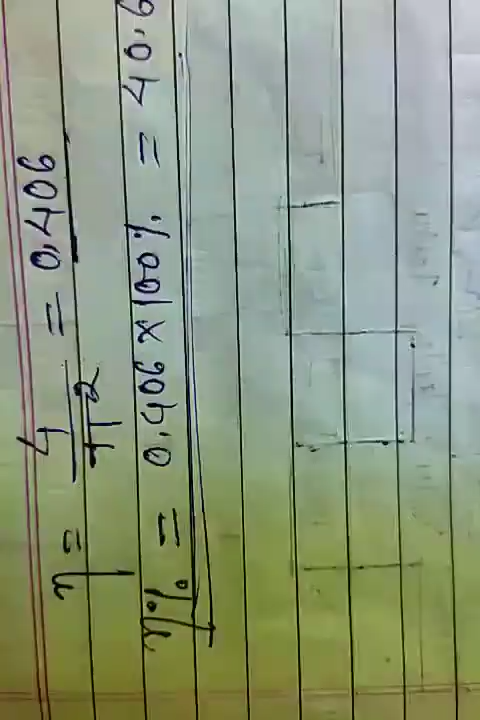 η = 4/π² = 0.406
η% = 0.406 × 100% = 40.6